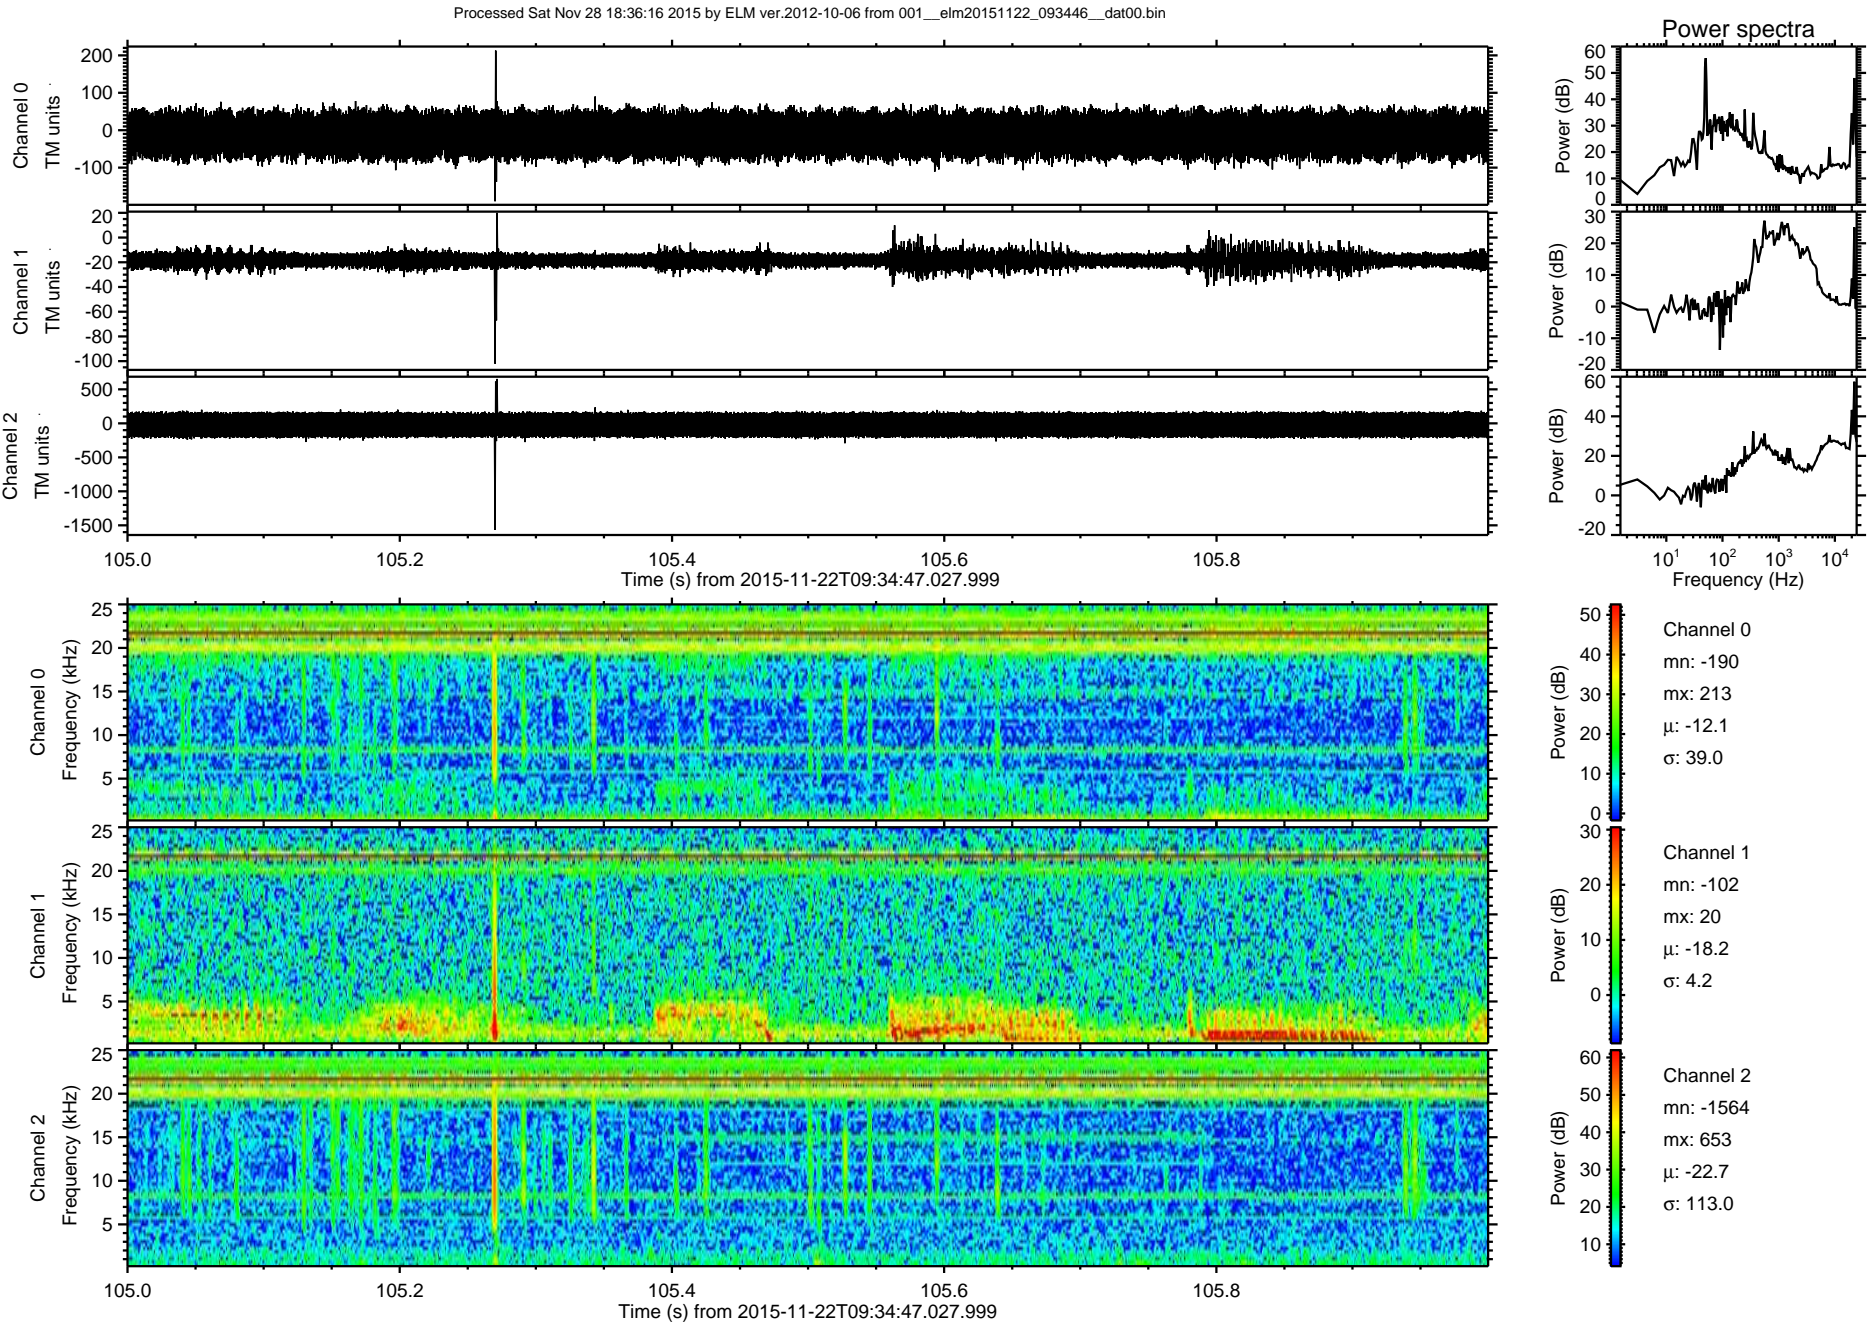 Processed Sat Nov 28 18:36:16 2015 by ELM ver.2012-10-06 from 001__elm20151122_093446__dat00.bin
Power spectra
Channel 0
TM units
200
100
0
-100
Power (dB)
60
50
40
30
20
10
0
Channel 1
TM units
20
0
-20
-40
-60
-80
-100
Power (dB)
30
20
10
0
-10
-20
Channel 2
TM units
500
0
-500
-1000
-1500
Power (dB)
60
40
20
0
-20
105.0 105.2 105.4 105.6 105.8
Time (s) from 2015-11-22T09:34:47.027.999
10¹ 10² 10³ 10⁴
Frequency (Hz)
Channel 0
Frequency (kHz)
25
20
15
10
5
Power (dB)
50
40
30
20
10
0
Channel 0
mn: -190
mx: 213
μ: -12.1
σ: 39.0
Channel 1
Frequency (kHz)
25
20
15
10
5
Power (dB)
30
20
10
0
Channel 1
mn: -102
mx: 20
μ: -18.2
σ: 4.2
Channel 2
Frequency (kHz)
25
20
15
10
5
Power (dB)
60
50
40
30
20
10
Channel 2
mn: -1564
mx: 653
μ: -22.7
σ: 113.0
105.0 105.2 105.4 105.6 105.8
Time (s) from 2015-11-22T09:34:47.027.999